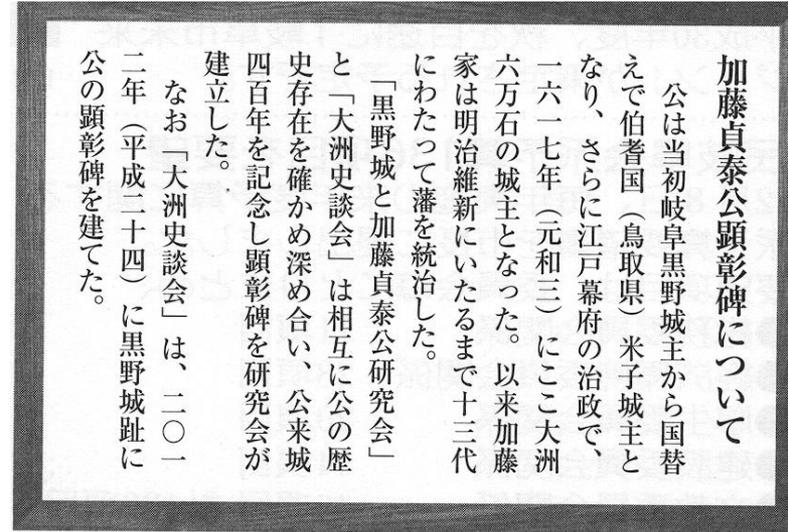 加藤貞泰公顕彰碑について
公は当初岐阜黒野城主から国替
えで伯耆国（鳥取県）米子城主と
なり、さらに江戸幕府の治政で、
一六一七年（元和三）にここ大洲
六万石の城主となった。以来加藤
家は明治維新にいたるまで十三代
にわたって藩を統治した。
「黒野城と加藤貞泰公研究会」
と「大洲史談会」は相互に公の歴
史存在を確かめ深め合い、公来城
四百年を記念し顕彰碑を研究会が
建立した。
なお「大洲史談会」は、二〇一
二年（平成二十四）に黒野城趾に
公の顕彰碑を建てた。